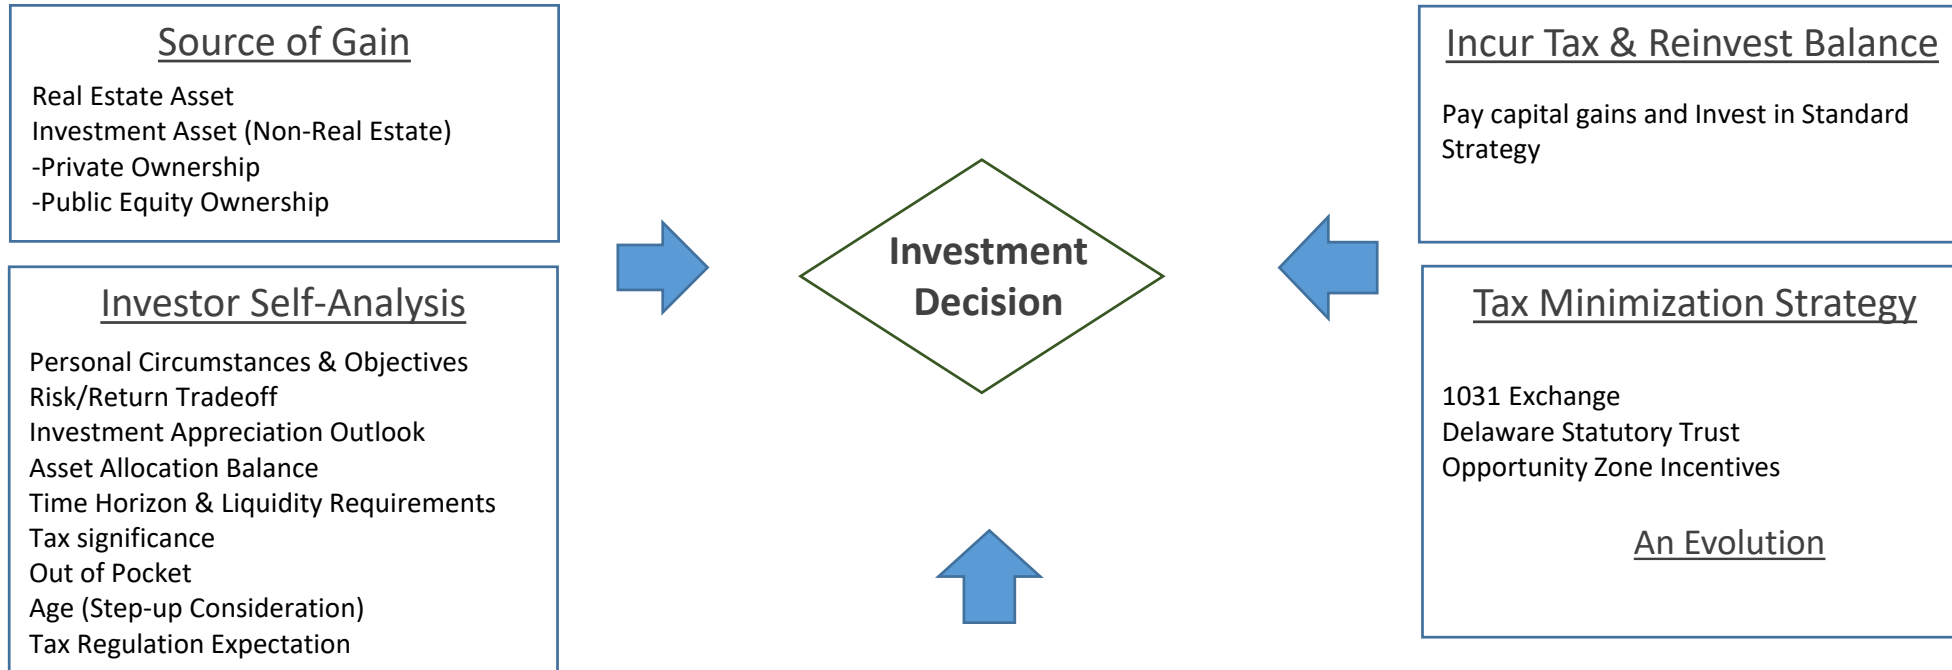 Source of Gain
Real Estate Asset
Investment Asset (Non-Real Estate)
-Private Ownership
-Public Equity Ownership
Investor Self-Analysis
Personal Circumstances & Objectives
Risk/Return Tradeoff
Investment Appreciation Outlook
Asset Allocation Balance
Time Horizon & Liquidity Requirements
Tax significance
Out of Pocket
Age (Step-up Consideration)
Tax Regulation Expectation
Investment
Decision
Incur Tax & Reinvest Balance
Pay capital gains and Invest in Standard
Strategy
Tax Minimization Strategy
1031 Exchange
Delaware Statutory Trust
Opportunity Zone Incentives
An Evolution